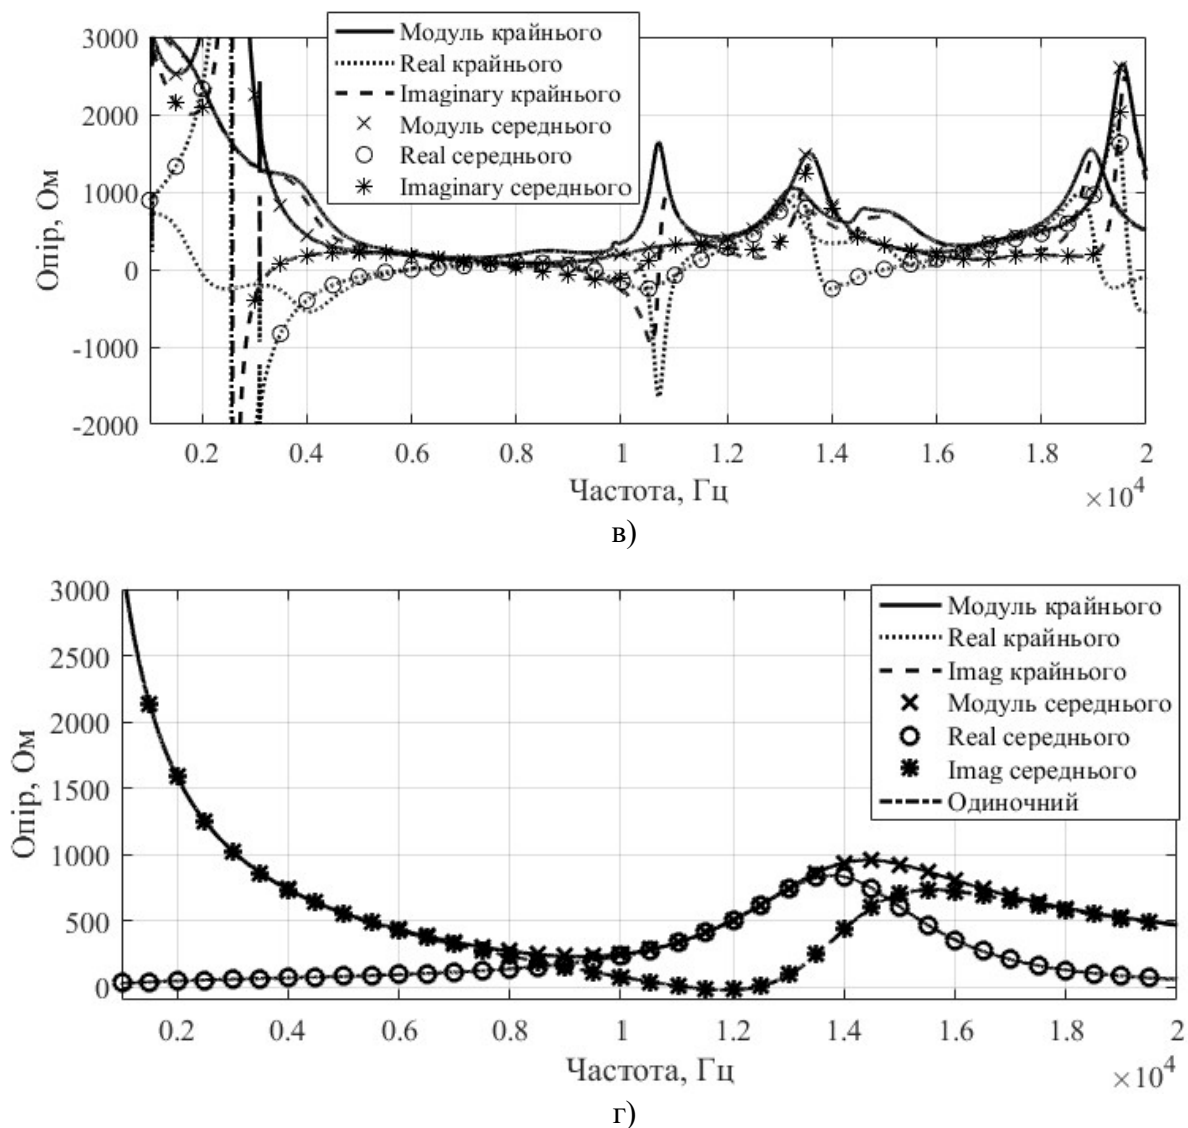 Модуль крайнього
Real крайнього
Imaginary крайнього
Модуль середнього
Real середнього
Imaginary середнього
3000
2000
1000
0
-1000
-2000
Опір, Ом
0.2 0.4 0.6 0.8 1 1.2 1.4 1.6 1.8 2
Частота, Гц
×10⁴
в)
Модуль крайнього
Real крайнього
Imag крайнього
Модуль середнього
Real середнього
Imag середнього
Одиночний
3000
2500
2000
1500
1000
500
0
Опір, Ом
0.2 0.4 0.6 0.8 1 1.2 1.4 1.6 1.8 2
Частота, Гц
×10⁴
г)